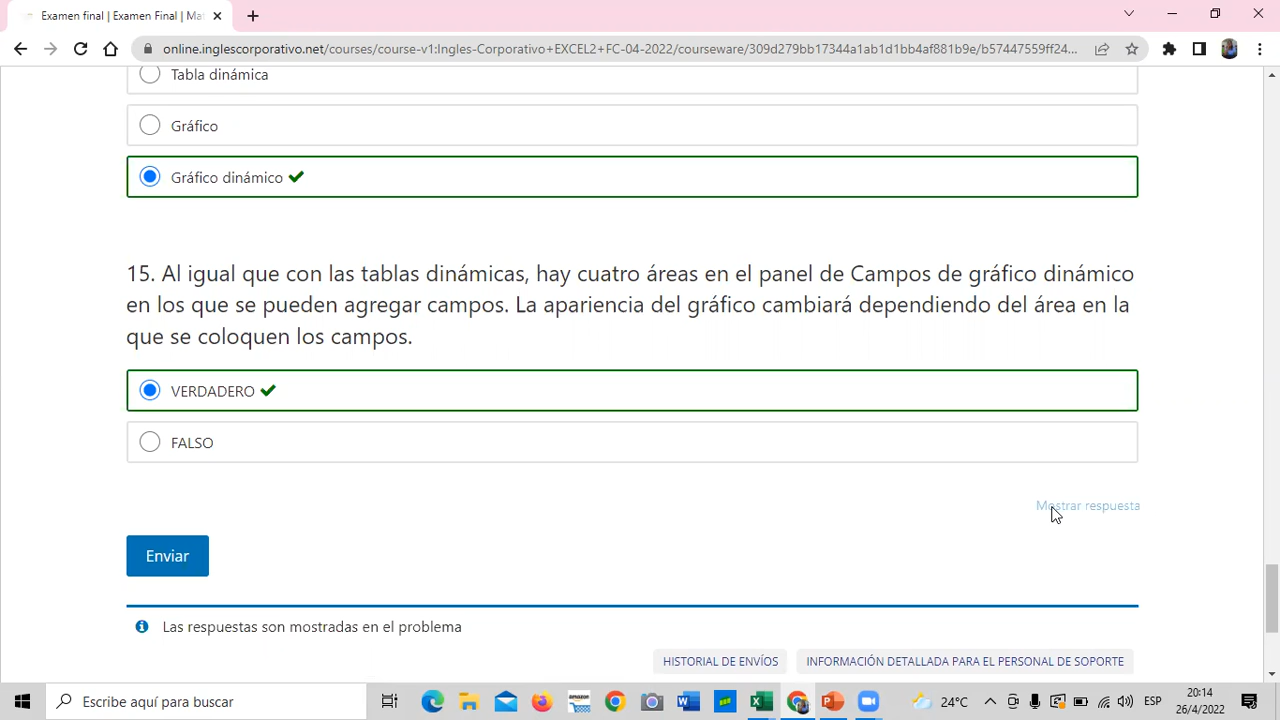 Examen final | Examen Final | Ma
online.inglescorporativo.net/courses/course-v1:Ingles-Corporativo+EXCEL2+FC-04-2022/courseware/309d279bb17344a1ab1d1bb4af881b9e/b57447559ff24...
Tabla dinámica
Gráfico
Gráfico dinámico
15. Al igual que con las tablas dinámicas, hay cuatro áreas en el panel de Campos de gráfico dinámico
en los que se pueden agregar campos. La apariencia del gráfico cambiará dependiendo del área en la
que se coloquen los campos.
VERDADERO
FALSO
Mostrar respuesta
Enviar
Las respuestas son mostradas en el problema
HISTORIAL DE ENVÍOS
INFORMACIÓN DETALLADA PARA EL PERSONAL DE SOPORTE
Escribe aquí para buscar
24°C
ESP
20:14
26/4/2022